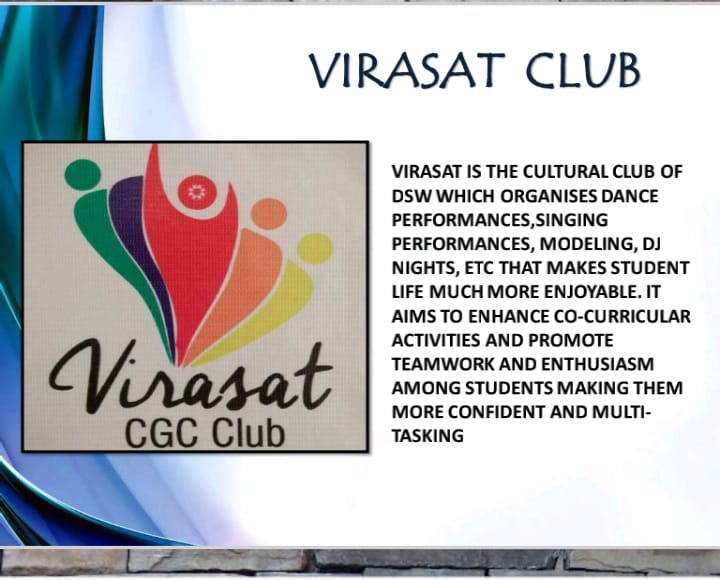 VIRASAT CLUB
VIRASAT IS THE CULTURAL CLUB OF
DSW WHICH ORGANISES DANCE
PERFORMANCES,SINGING
PERFORMANCES, MODELING, DJ
NIGHTS, ETC THAT MAKES STUDENT
LIFE MUCH MORE ENJOYABLE. IT
AIMS TO ENHANCE CO-CURRICULAR
ACTIVITIES AND PROMOTE
TEAMWORK AND ENTHUSIASM
AMONG STUDENTS MAKING THEM
MORE CONFIDENT AND MULTI-
TASKING
Virasat
CGC Club